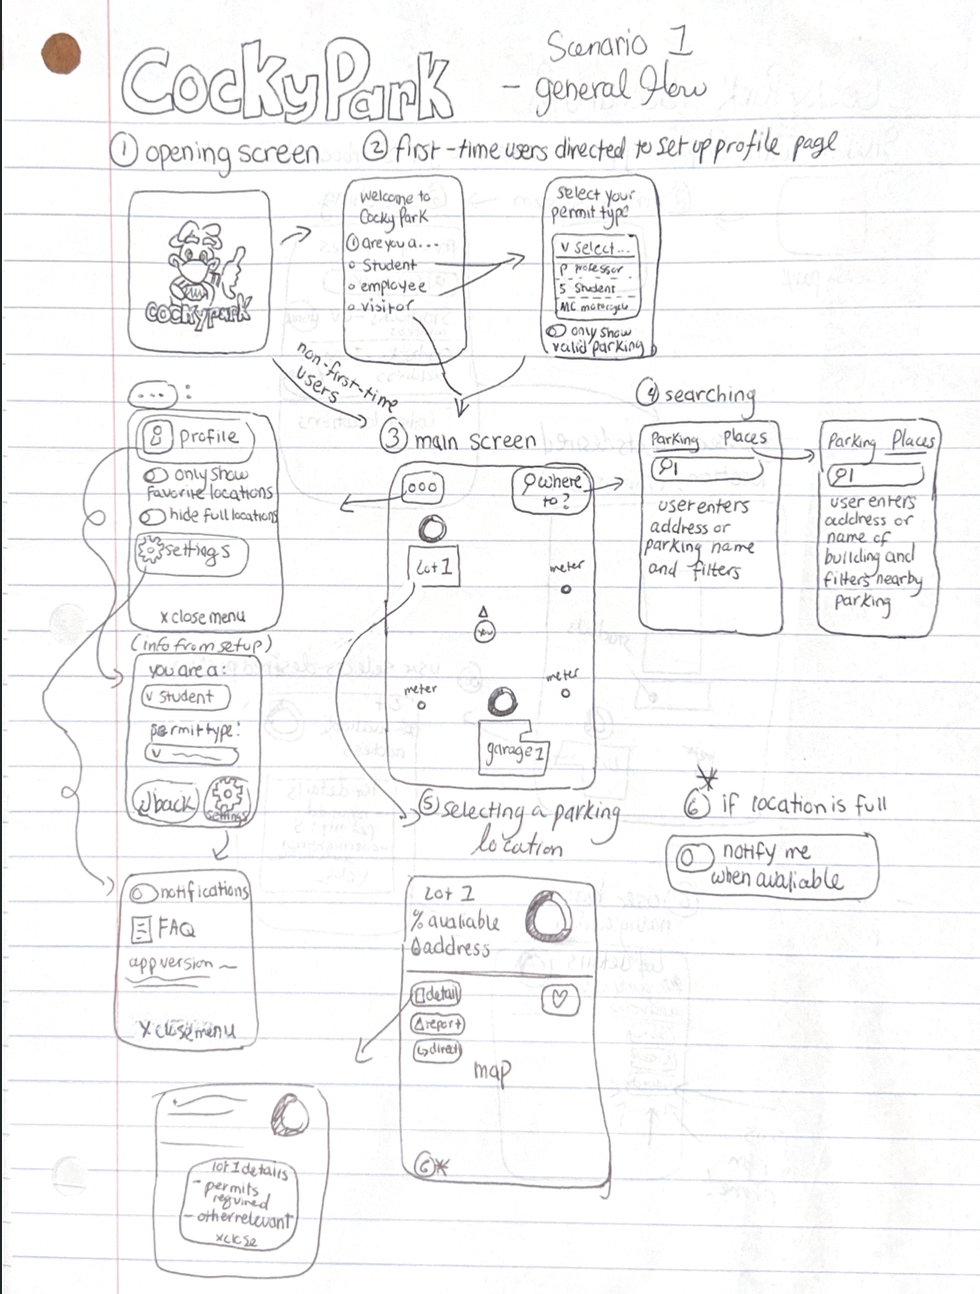 CockyPark
Scenario 1
- general flow
① opening screen
② first-time users directed to set up profile page
cockypark
Welcome to
Cocky Park
① are you a...
Student
employee
visitor
Select your
permit type
v select...
P professor
S Student
MC motorcycle
only show
valid parking
non-first-time
users
... :
profile
only show
favorite locations
hide full locations
settings
x close menu
③ main screen
ooo
where
to?
Lot 1
meter
you
meter
meter
garage 1
④ searching
Parking Places
user enters
address or
parking name
and filters
Parking Places
user enters
address or
name of
building and
filters nearby
parking
(info from setup)
you are a:
v Student
permit type:
v
back
settings
notifications
FAQ
app version
x close menu
⑤ selecting a parking
location
Lot 1
% available
address
detail
report
direct
map
⑥*
*
⑥ if location is full
notify me
when avaliable
lot 1 details
- permits
required
- other relevant
x close